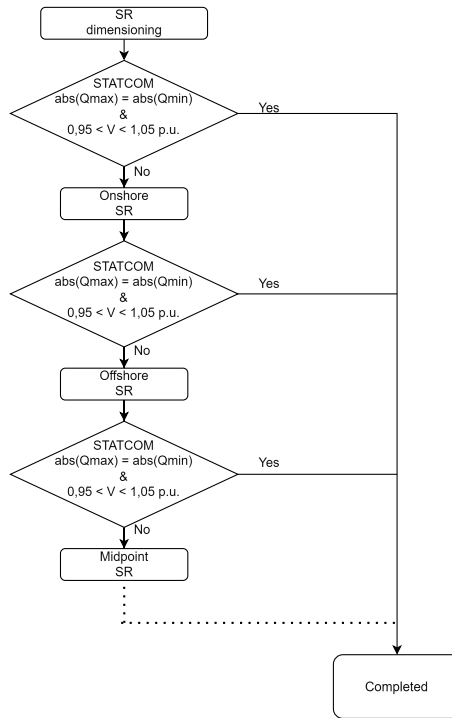 SR
dimensioning
STATCOM
abs(Qmax) = abs(Qmin)
&
0,95 < V < 1,05 p.u.
Yes
No
Onshore
SR
STATCOM
abs(Qmax) = abs(Qmin)
&
0,95 < V < 1,05 p.u.
Yes
No
Offshore
SR
STATCOM
abs(Qmax) = abs(Qmin)
&
0,95 < V < 1,05 p.u.
Yes
No
Midpoint
SR
Completed